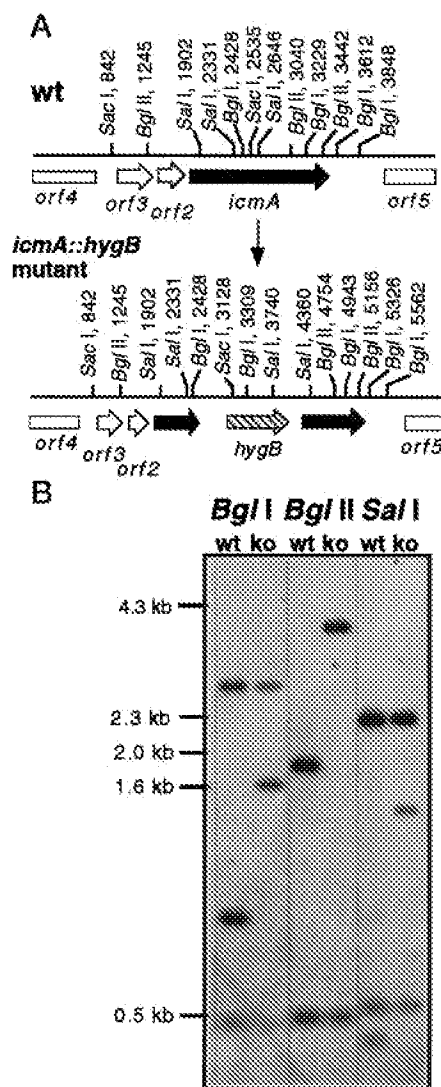 A
wt
Sac I, 842
Bgl II, 1245
Sal I, 1902
Sal I, 2331
Bgl I, 2428
Sac I, 2535
Sal I, 2646
Bgl II, 3040
Bgl I, 3229
Bgl II, 3442
Bgl I, 3612
Bgl I, 3848
orf4
orf3
orf2
icmA
orf5
icmA::hygB
mutant
Sac I, 842
Bgl II, 1245
Sal I, 1902
Sal I, 2331
Bgl I, 2428
Sac I, 3128
Bgl I, 3309
Sal I, 3740
Sal I, 4360
Bgl II, 4754
Bgl I, 4943
Bgl II, 5156
Bgl I, 5326
Bgl I, 5562
orf4
orf3
orf2
hygB
orf5
B
Bgl I Bgl II Sal I
wt ko wt ko wt ko
4.3 kb
2.3 kb
2.0 kb
1.6 kb
0.5 kb